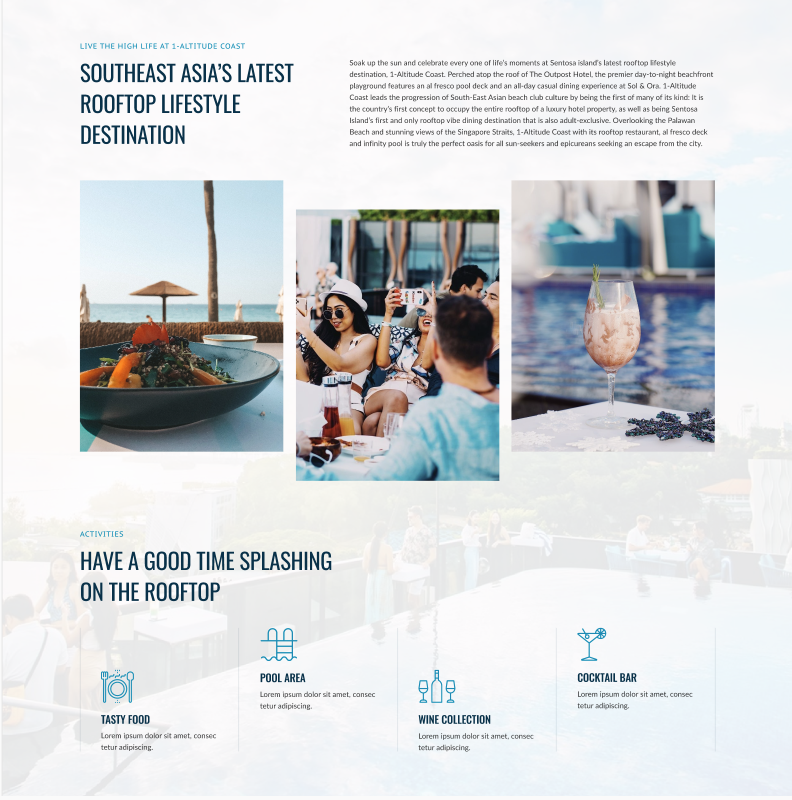 LIVE THE HIGH LIFE AT 1-ALTITUDE COAST
SOUTHEAST ASIA'S LATEST
ROOFTOP LIFESTYLE
DESTINATION
Soak up the sun and celebrate every one of life's moments at Sentosa island's latest rooftop lifestyle
destination, 1-Altitude Coast. Perched atop the roof of The Outpost Hotel, the premier day-to-night beachfront
playground features an al fresco pool deck and an all-day casual dining experience at Sol & Ora. 1-Altitude
Coast leads the progression of South-East Asian beach club culture by being the first of many of its kind: It is
the country's first concept to occupy the entire rooftop of a luxury hotel property, as well as being Sentosa
Island's first and only rooftop vibe dining destination that is also adult-exclusive. Overlooking the Palawan
Beach and stunning views of the Singapore Straits, 1-Altitude Coast with its rooftop restaurant, al fresco deck
and infinity pool is truly the perfect oasis for all sun-seekers and epicureans seeking an escape from the city.
ACTIVITIES
HAVE A GOOD TIME SPLASHING
ON THE ROOFTOP
TASTY FOOD
Lorem ipsum dolor sit amet, consec
tetur adipiscing.
POOL AREA
Lorem ipsum dolor sit amet, consec
tetur adipiscing.
WINE COLLECTION
Lorem ipsum dolor sit amet, consec
tetur adipiscing.
COCKTAIL BAR
Lorem ipsum dolor sit amet, consec
tetur adipiscing.